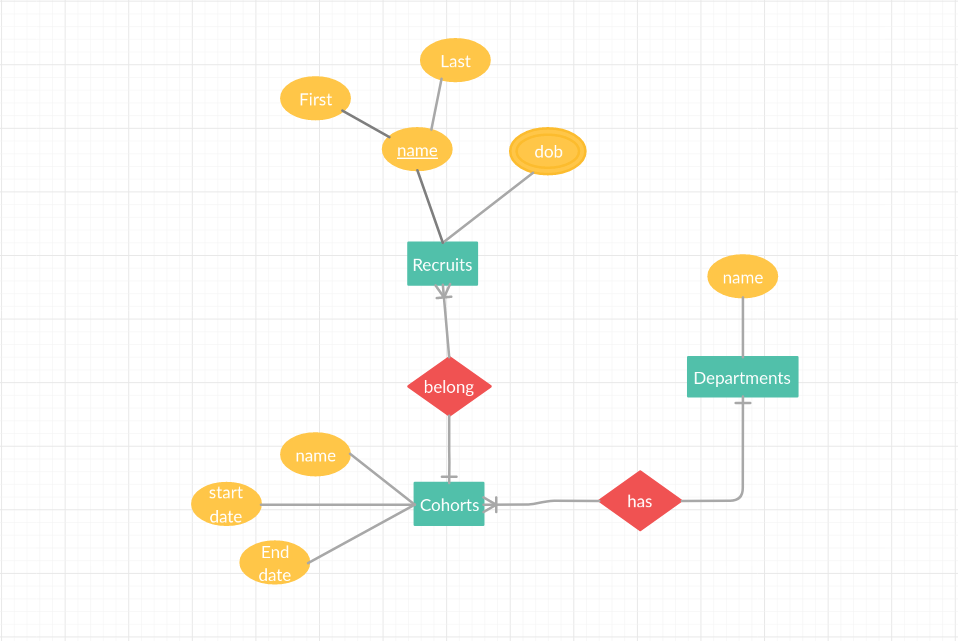 Last
First
name
dob
Recruits
name
belong
Departments
name
start
date
Cohorts
has
End
date